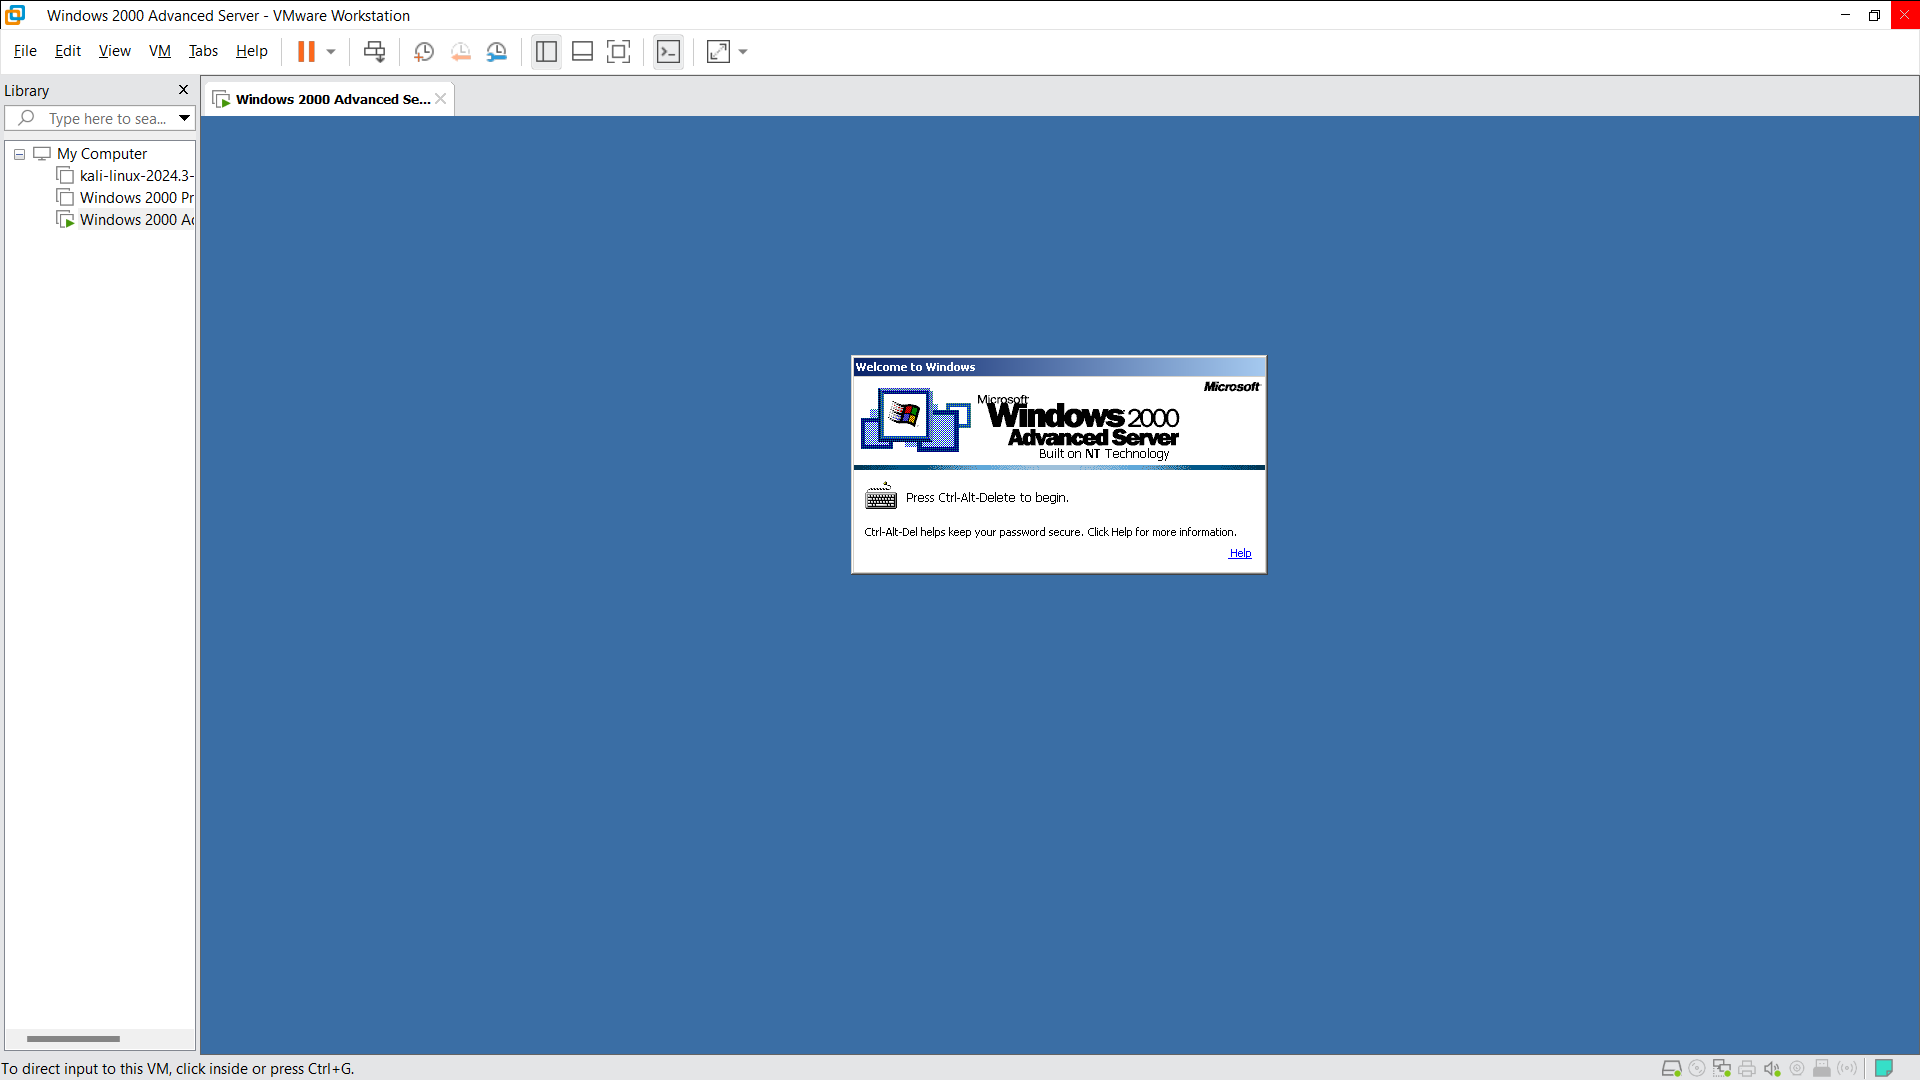 Windows 2000 Advanced Server - VMware Workstation
File Edit View VM Tabs Help
Library
Type here to sea...
My Computer
kali-linux-2024.3-
Windows 2000 Pr
Windows 2000 Ad
Windows 2000 Advanced Se...
Welcome to Windows
Microsoft
Microsoft
Windows 2000
Advanced Server
Built on NT Technology
Press Ctrl-Alt-Delete to begin.
Ctrl-Alt-Del helps keep your password secure. Click Help for more information.
Help
To direct input to this VM, click inside or press Ctrl+G.